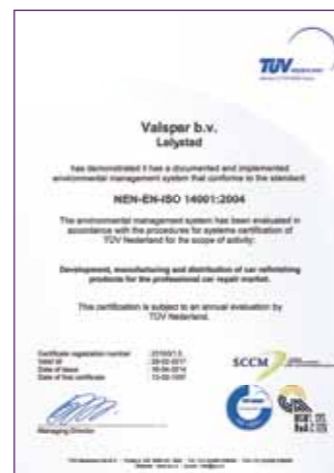 TÜV
Valspar b.v.
Lelystad
has demonstrated it has a documented and implemented
environmental management system that conforms to the standard:
NEN-EN-ISO 14001:2004
The environmental management system has been evaluated in
accordance with the procedures for systems certification of
TÜV Nederland for the scope of activity:
Development, manufacturing and distribution of car refinishing
products for the professional car repair market.
This certification is subject to an annual evaluation by
TÜV Nederland.
Certificate registration number
Valid till
Date of issue
Date of first certificate
SCCM
Managing Director